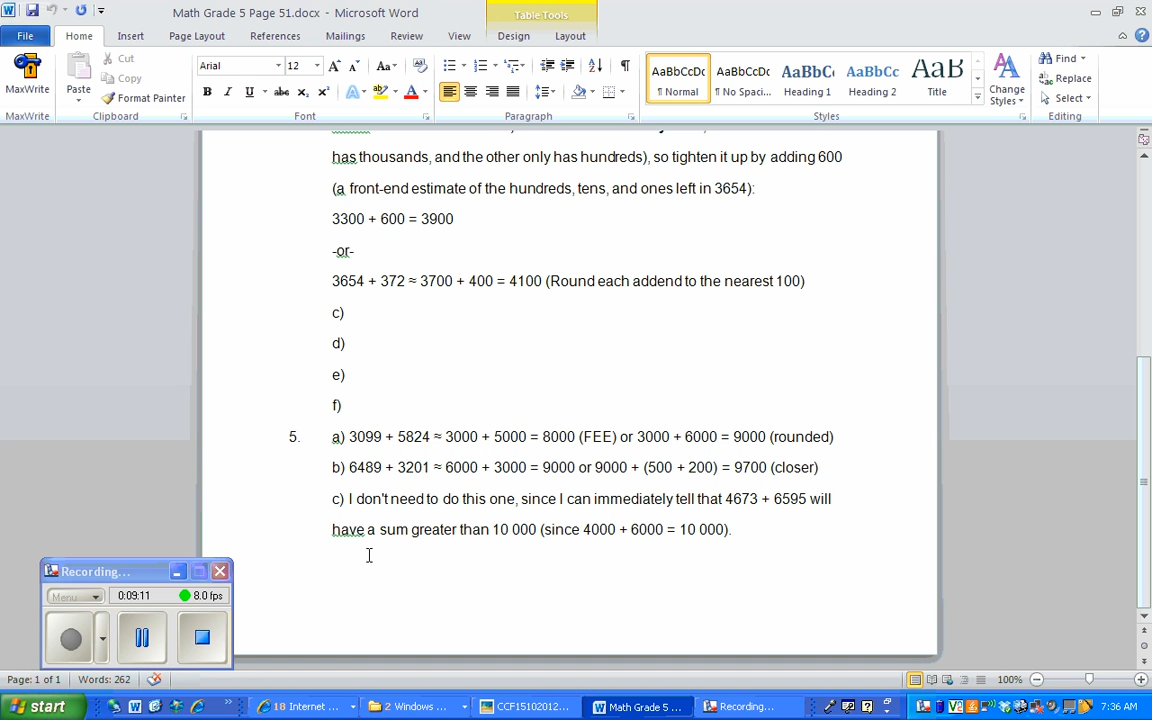 Math Grade 5 Page 51.docx - Microsoft Word
Table Tools
File Home Insert Page Layout References Mailings Review View Design Layout
MaxWrite
MaxWrite
Paste
Cut
Copy
Format Painter
Clipboard
Arial 12
Font
Paragraph
AaBbCcDc AaBbCcDc AaBbCc AaBbCc AaB
¶ Normal ¶ No Spaci... Heading 1 Heading 2 Title
Change Styles
Styles
Find
Replace
Select
Editing
has thousands, and the other only has hundreds), so tighten it up by adding 600
(a front-end estimate of the hundreds, tens, and ones left in 3654):
3300 + 600 = 3900
-or-
3654 + 372 ≈ 3700 + 400 = 4100 (Round each addend to the nearest 100)
c)
d)
e)
f)
5. a) 3099 + 5824 ≈ 3000 + 5000 = 8000 (FEE) or 3000 + 6000 = 9000 (rounded)
b) 6489 + 3201 ≈ 6000 + 3000 = 9000 or 9000 + (500 + 200) = 9700 (closer)
c) I don't need to do this one, since I can immediately tell that 4673 + 6595 will
have a sum greater than 10 000 (since 4000 + 6000 = 10 000).
Recording...
Menu 0:09:11 8.0 fps
Page: 1 of 1 Words: 262 100%
start 18 Internet ... 2 Windows ... CCF15102012... Math Grade 5 ... Recording... 7:36 AM